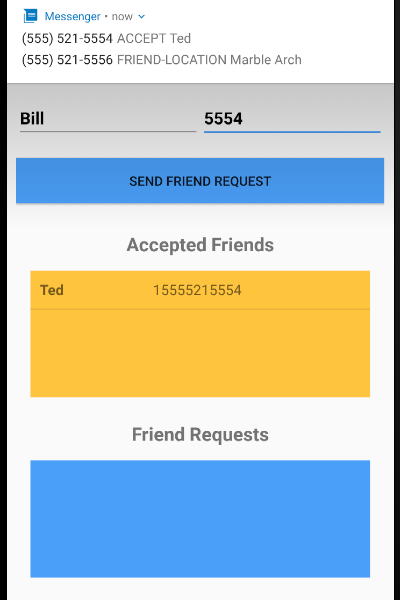 Messenger • now
(555) 521-5554 ACCEPT Ted
(555) 521-5556 FRIEND-LOCATION Marble Arch
Bill 5554
SEND FRIEND REQUEST
Accepted Friends
Ted 15555215554
Friend Requests